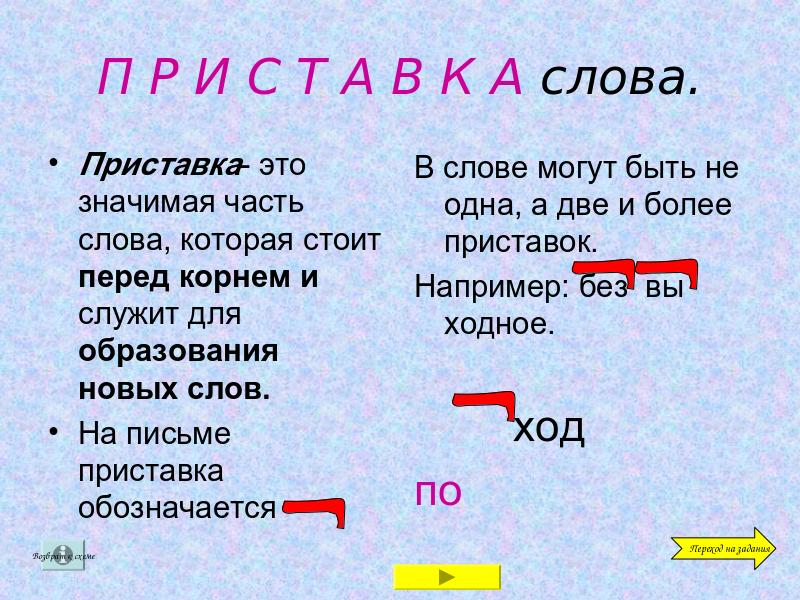 П Р И С Т А В К А слова.
• Приставка- это
значимая часть
слова, которая стоит
перед корнем и
служит для
образования
новых слов.
• На письме
приставка
обозначается
В слове могут быть не
одна, а две и более
приставок.
Например: без вы
ходное.
ход
по
Возврат к схеме
Переход на задания